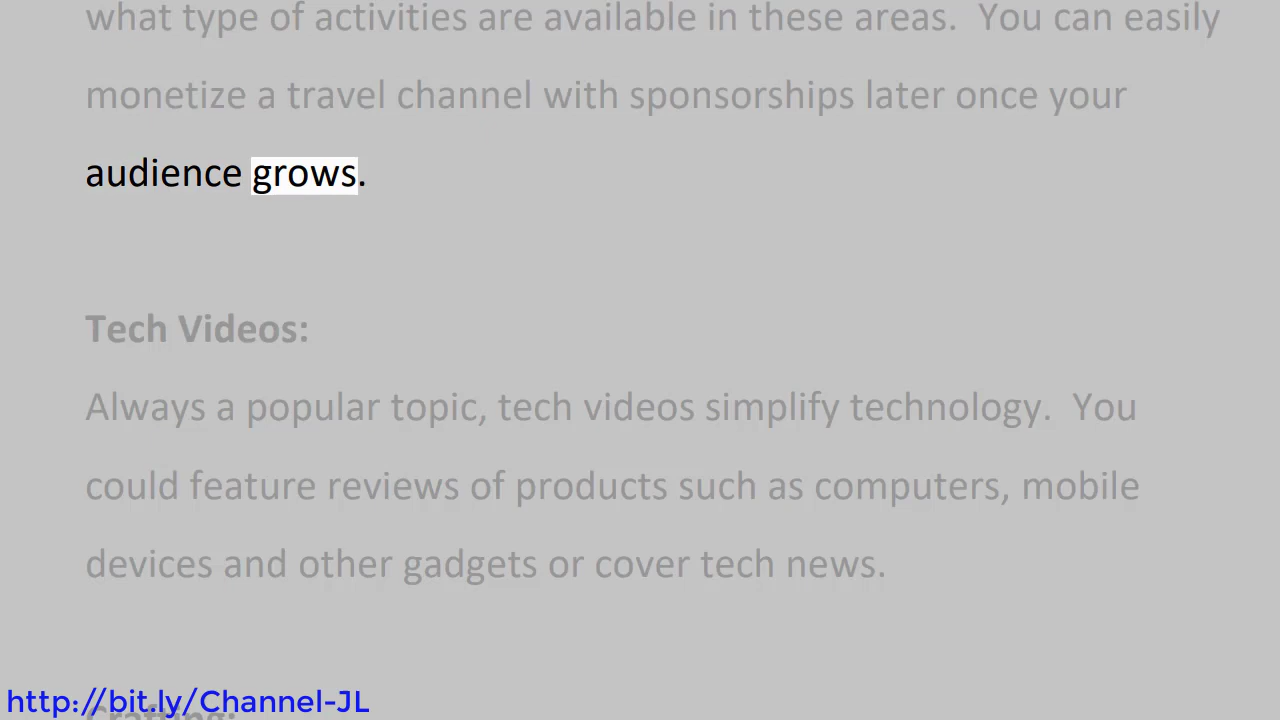 what type of activities are available in these areas.  You can easily
monetize a travel channel with sponsorships later once your
audience grows.
Tech Videos:
Always a popular topic, tech videos simplify technology.  You
could feature reviews of products such as computers, mobile
devices and other gadgets or cover tech news.
http://bit.ly/Channel-JL
Crafting: